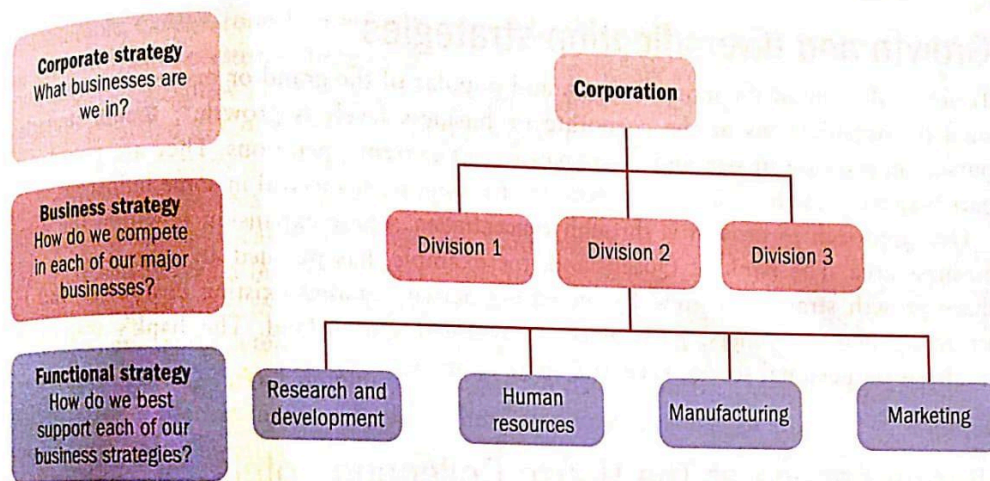 Corporate strategy
What businesses are
we in?
Corporation
Business strategy
How do we compete
in each of our major
businesses?
Division 1
Division 2
Division 3
Functional strategy
How do we best
support each of our
business strategies?
Research and
development
Human
resources
Manufacturing
Marketing